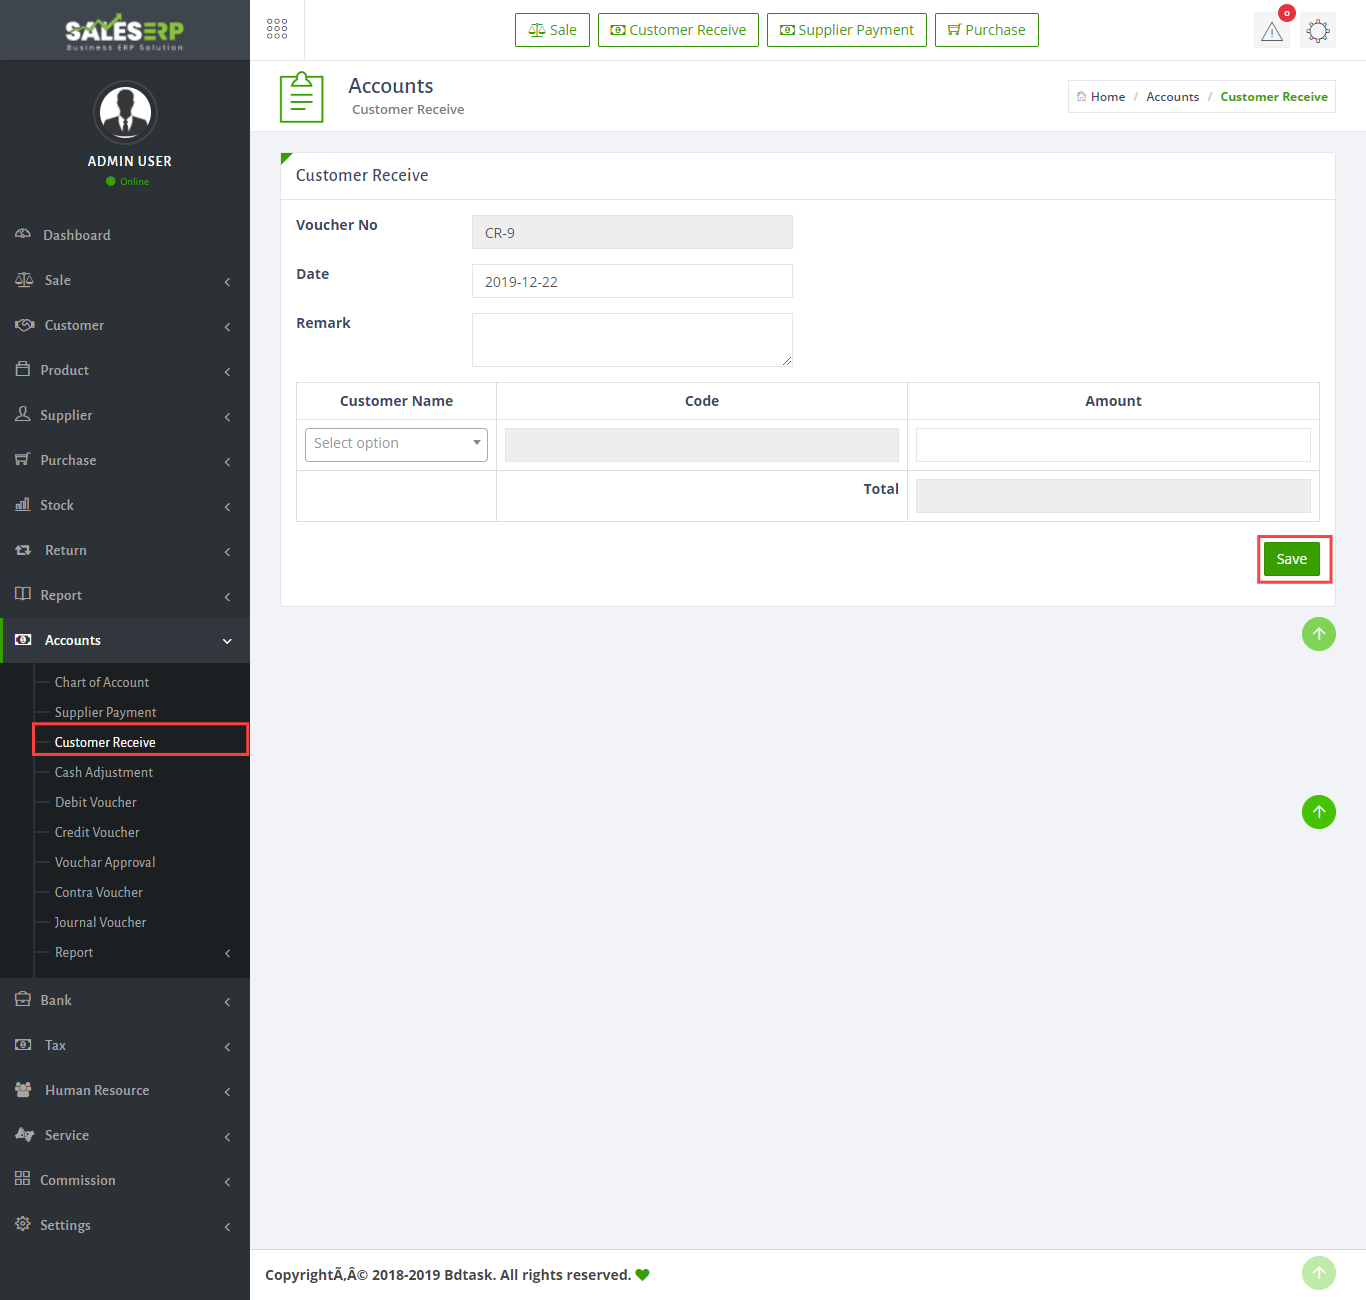 SALESERP
Business ERP Solution
Sale
Customer Receive
Supplier Payment
Purchase
0
ADMIN USER
Online
Accounts
Customer Receive
Home / Accounts / Customer Receive
Dashboard
Sale
Customer
Product
Supplier
Purchase
Stock
Return
Report
Accounts
Chart of Account
Supplier Payment
Customer Receive
Cash Adjustment
Debit Voucher
Credit Voucher
Vouchar Approval
Contra Voucher
Journal Voucher
Report
Bank
Tax
Human Resource
Service
Commission
Settings
Customer Receive
Voucher No CR-9
Date 2019-12-22
Remark
Customer Name Code Amount
Select option
Total
Save
CopyrightÃ‚Â© 2018-2019 Bdtask. All rights reserved.